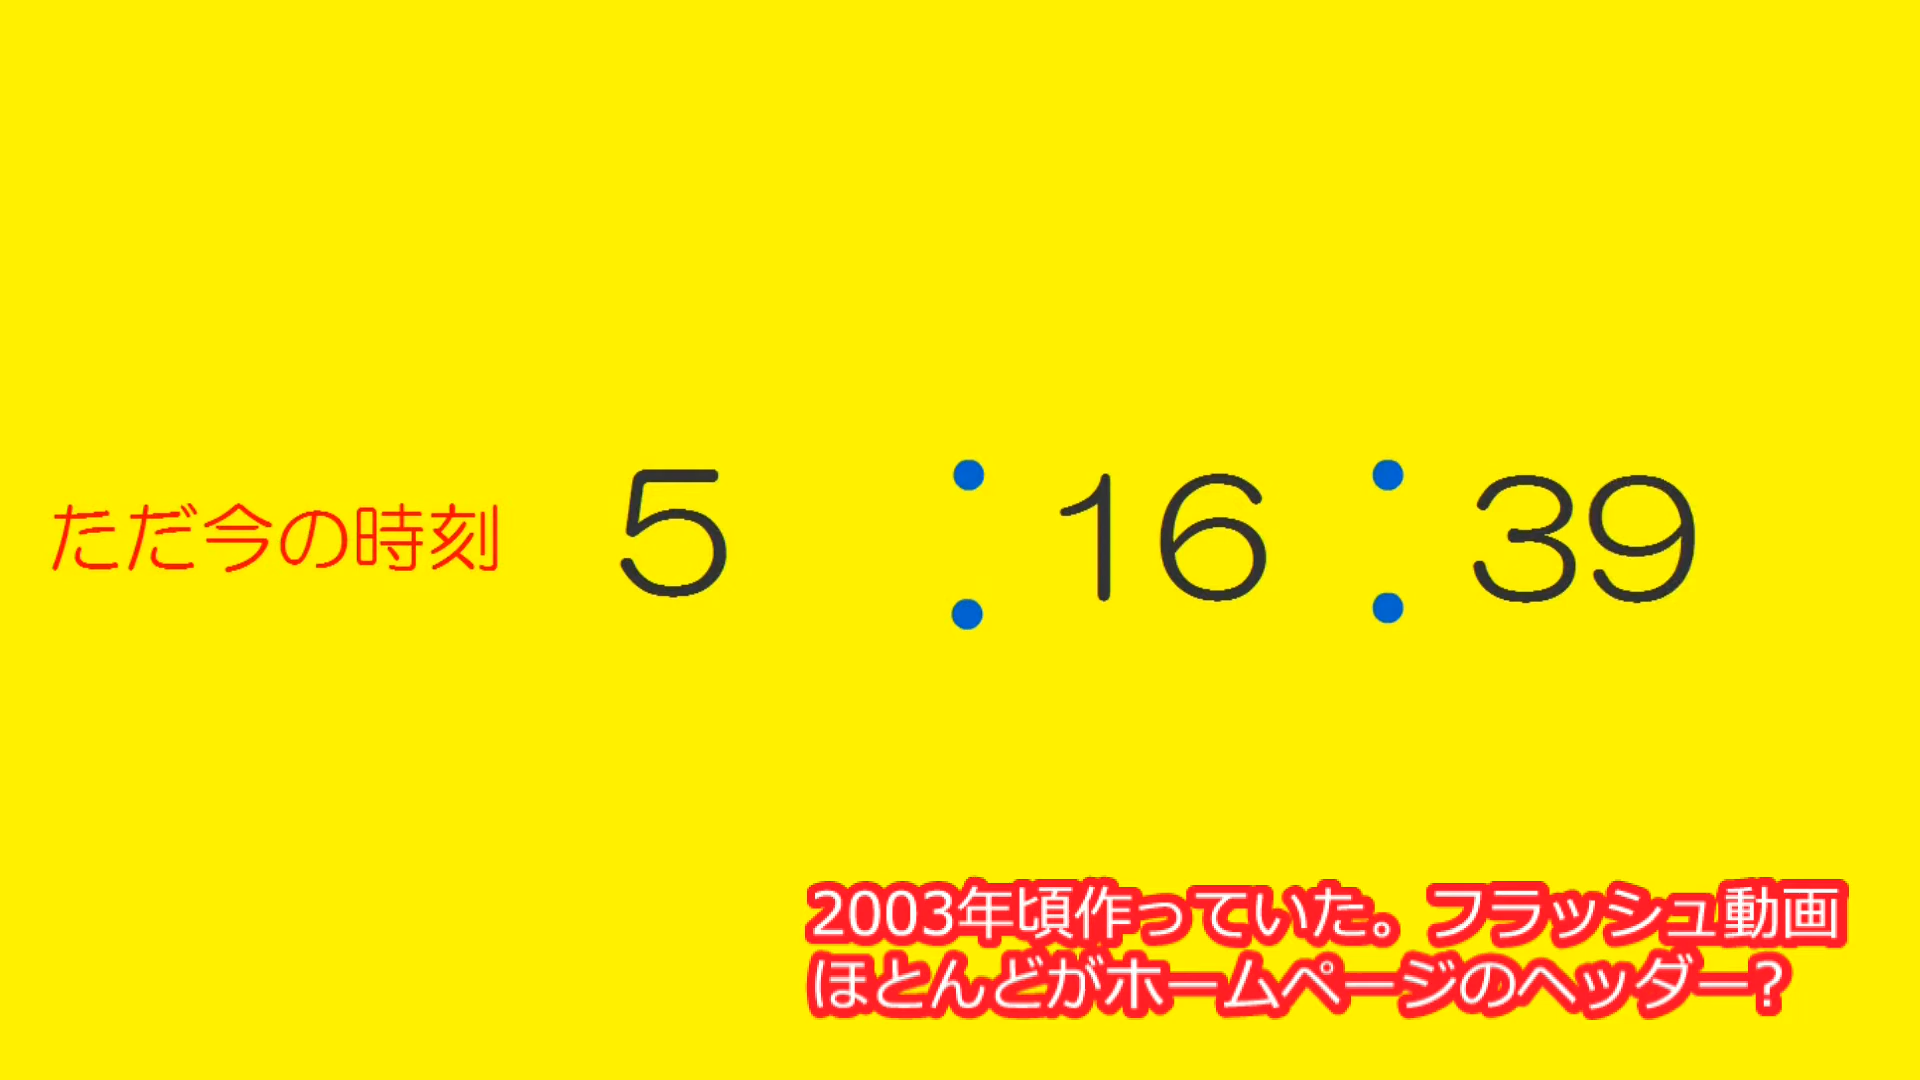 ただ今の時刻 5 : 16 : 39
2003年頃作っていた。フラッシュ動画
ほとんどがホームページのヘッダー?